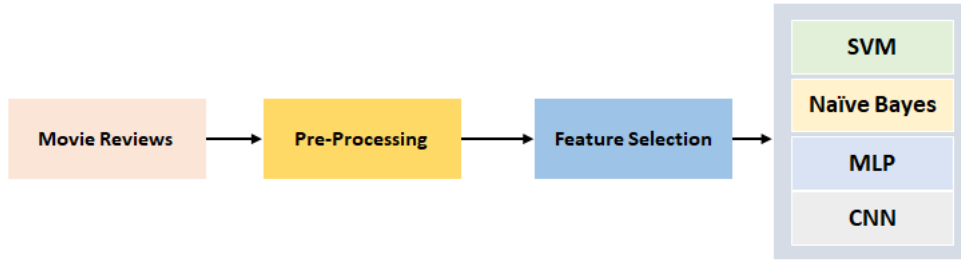 Movie Reviews
Pre-Processing
Feature Selection
SVM
Naïve Bayes
MLP
CNN